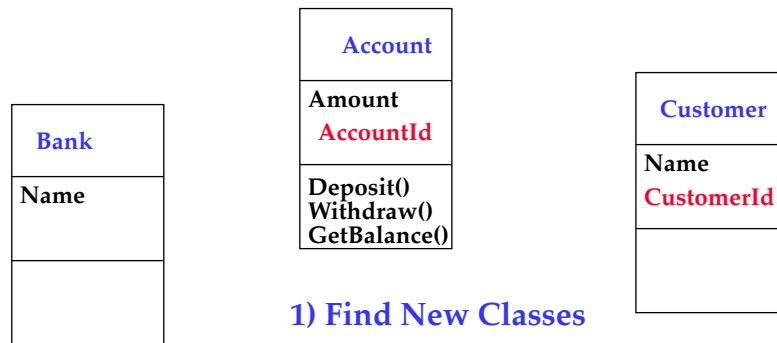 Account
Amount
AccountId
Deposit()
Withdraw()
GetBalance()
Bank
Name
Customer
Name
CustomerId
1) Find New Classes